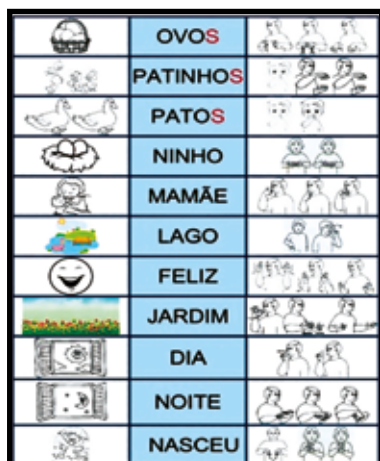 OVOS
PATINHOS
PATOS
NINHO
MAMÃE
LAGO
FELIZ
JARDIM
DIA
NOITE
NASCEU